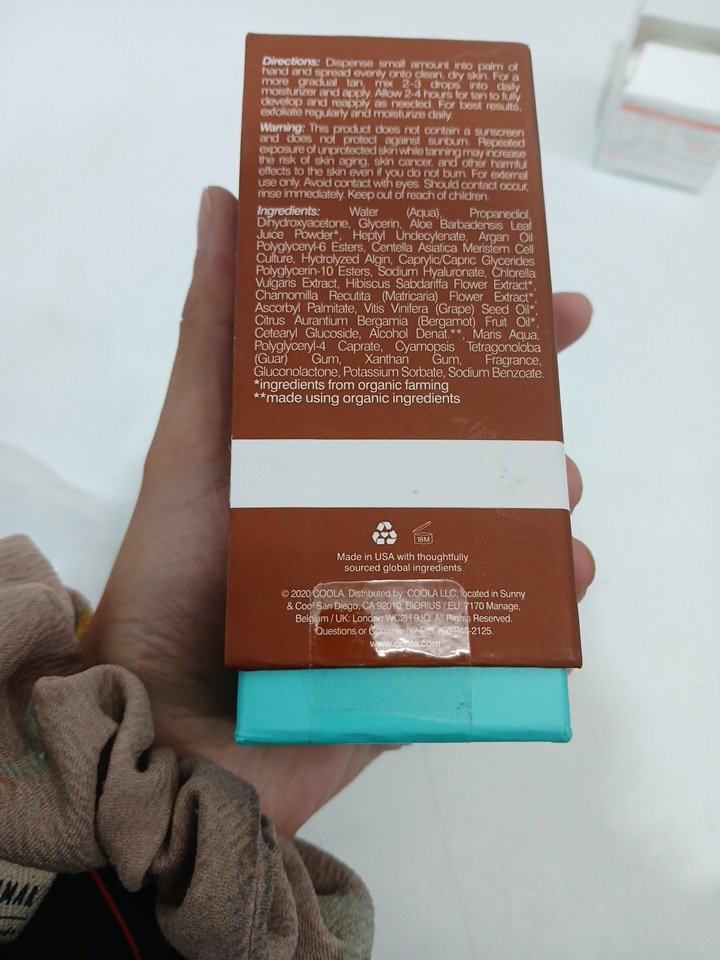 Directions: Dispense small amount into palm of
hand and spread evenly onto clean, dry skin. For a
more gradual tan, mix 2-3 drops into daily
moisturizer and apply. Allow 2-4 hours for tan to fully
develop and reapply as needed. For best results,
exfoliate regularly and moisturize daily.
Warning: This product does not contain a sunscreen
and does not protect against sunburn. Repeated
exposure of unprotected skin while tanning may increase
the risk of skin aging, skin cancer, and other harmful
effects to the skin even if you do not burn. For external
use only. Avoid contact with eyes. Should contact occur,
rinse immediately. Keep out of reach of children.
Ingredients: Water (Aqua), Propanediol,
Dihydroxyacetone, Glycerin, Aloe Barbadensis Leaf
Juice Powder*, Heptyl Undecylenate, Argan Oil
Polyglyceryl-6 Esters, Centella Asiatica Meristem Cell
Culture, Hydrolyzed Algin, Caprylic/Capric Glycerides
Polyglycerin-10 Esters, Sodium Hyaluronate, Chlorella
Vulgaris Extract, Hibiscus Sabdariffa Flower Extract*,
Chamomilla Recutita (Matricaria) Flower Extract*,
Ascorbyl Palmitate, Vitis Vinifera (Grape) Seed Oil*,
Citrus Aurantium Bergamia (Bergamot) Fruit Oil*,
Cetearyl Glucoside, Alcohol Denat.**, Maris Aqua,
Polyglyceryl-4 Caprate, Cyamopsis Tetragonoloba
(Guar) Gum, Xanthan Gum, Fragrance,
Gluconolactone, Potassium Sorbate, Sodium Benzoate.
*ingredients from organic farming
**made using organic ingredients
18M
Made in USA with thoughtfully
sourced global ingredients
© 2020 COOLA. Distributed by: COOLA LLC, located in Sunny
& Cool San Diego, CA 92010. BIORIUS / EU: 7170 Manage,
Belgium / UK: London WC2H 9JQ. All Rights Reserved.
Questions or Comments? Call 760-940-2125.
www.coola.com